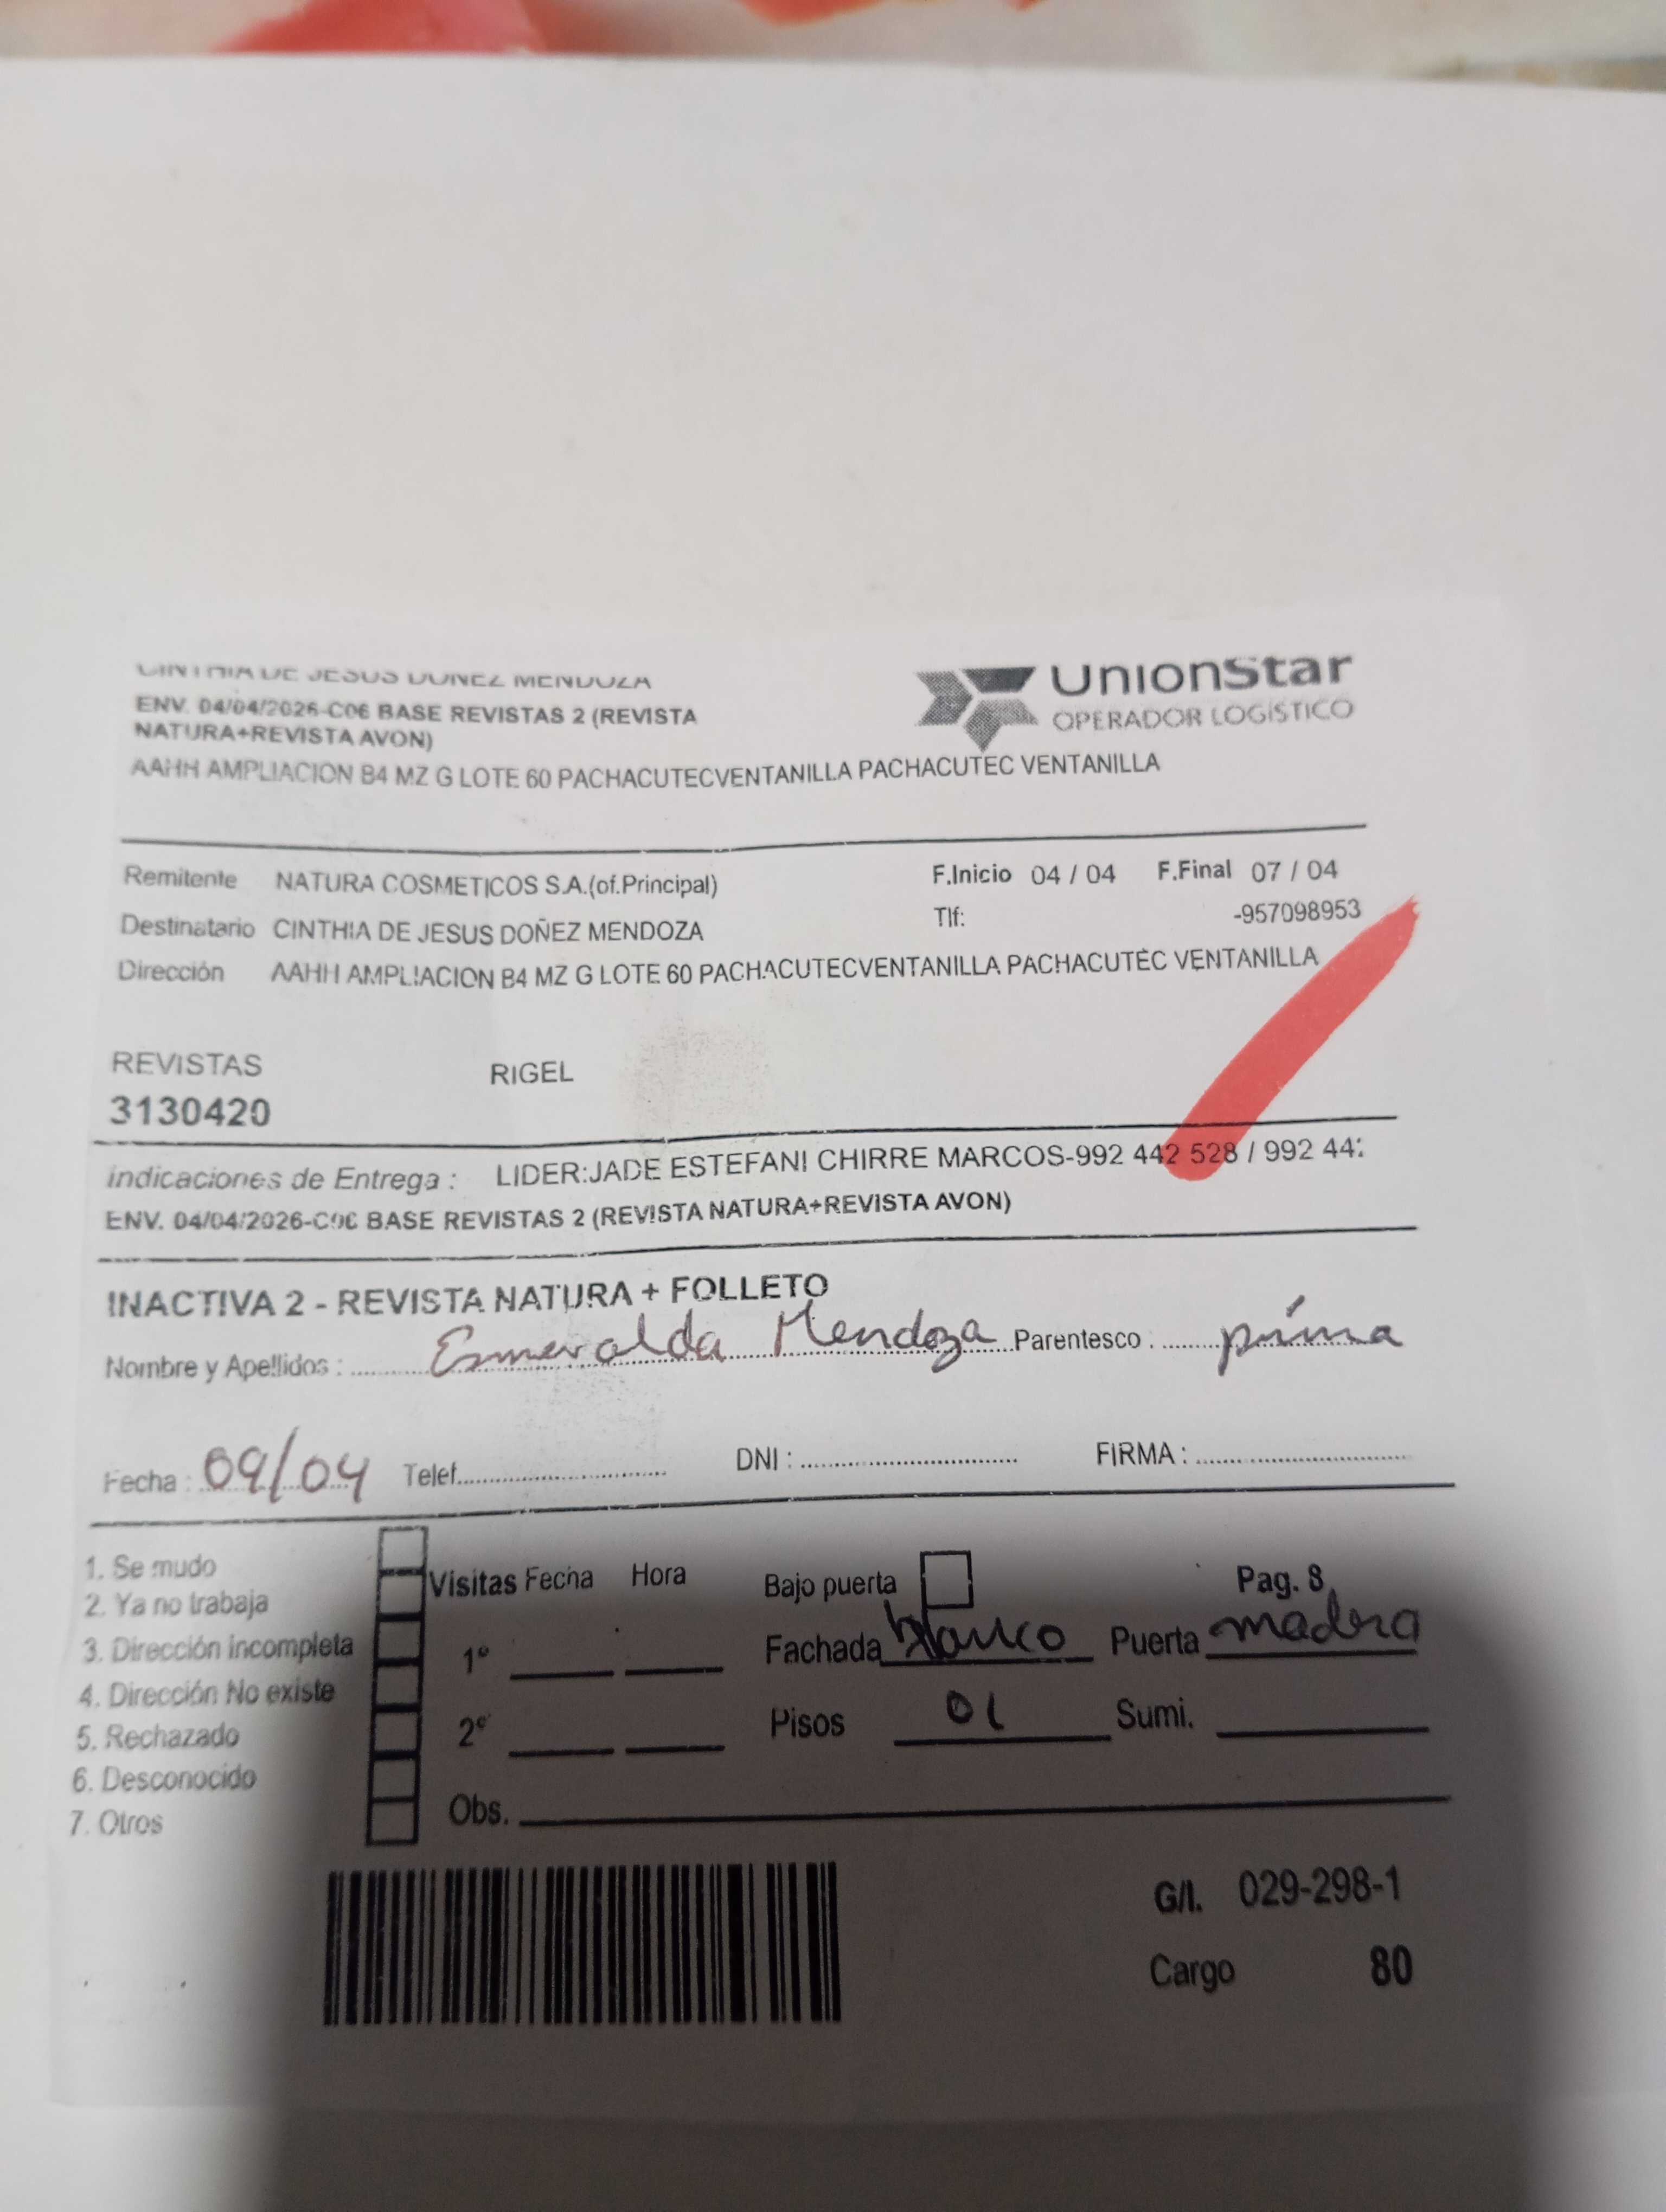 CINTHIA DE JESUS DOÑEZ MENDOZA
UnionStar
OPERADOR LOGÍSTICO
ENV. 04/04/2026-C06 BASE REVISTAS 2 (REVISTA
NATURA+REVISTA AVON)
AAHH AMPLIACION B4 MZ G LOTE 60 PACHACUTECVENTANILLA PACHACUTEC VENTANILLA
Remitente NATURA COSMETICOS S.A.(of.Principal) F.Inicio 04 / 04 F.Final 07 / 04
Destinatario CINTHIA DE JESUS DOÑEZ MENDOZA Tlf: -957098953
Dirección AAHH AMPLIACION B4 MZ G LOTE 60 PACHACUTECVENTANILLA PACHACUTEC VENTANILLA
REVISTAS RIGEL
3130420
Indicaciones de Entrega : LIDER:JADE ESTEFANI CHIRRE MARCOS-992 442 528 / 992 44
ENV. 04/04/2026-C06 BASE REVISTAS 2 (REVISTA NATURA+REVISTA AVON)
INACTIVA 2 - REVISTA NATURA + FOLLETO
Nombre y Apellidos : Esmeralda Mendoza Parentesco : prima
Fecha : 09/04 Telef. DNI : FIRMA :
1. Se mudo
2. Ya no trabaja
3. Dirección incompleta
4. Dirección No existe
5. Rechazado
6. Desconocido
7. Otros
Visitas Fecha Hora
1º
2º
Obs.
Bajo puerta Pag. 8
Fachada blanco Puerta madera
Pisos 01 Sumi.
G/I. 029-298-1
Cargo 80